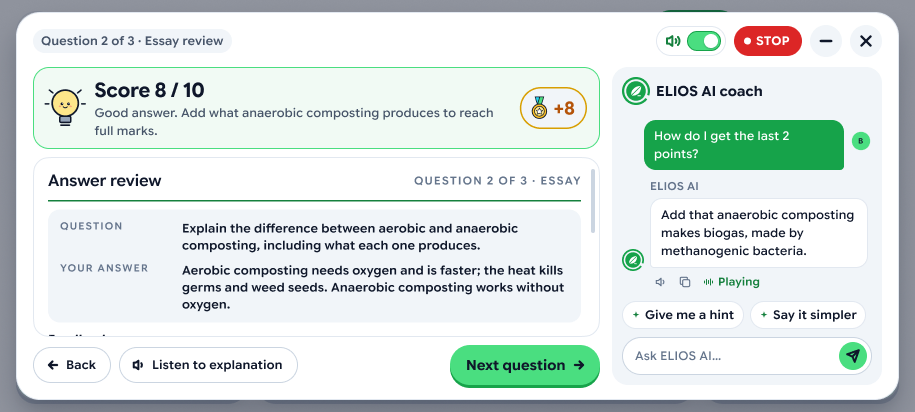 Question 2 of 3 · Essay review
STOP
Score 8 / 10
Good answer. Add what anaerobic composting produces to reach
full marks.
+8
Answer review
QUESTION 2 OF 3 · ESSAY
QUESTION
Explain the difference between aerobic and anaerobic
composting, including what each one produces.
YOUR ANSWER
Aerobic composting needs oxygen and is faster; the heat kills
germs and weed seeds. Anaerobic composting works without
oxygen.
Back
Listen to explanation
Next question
ELIOS AI coach
How do I get the last 2
points?
B
ELIOS AI
Add that anaerobic composting
makes biogas, made by
methanogenic bacteria.
Playing
Give me a hint
Say it simpler
Ask ELIOS AI...